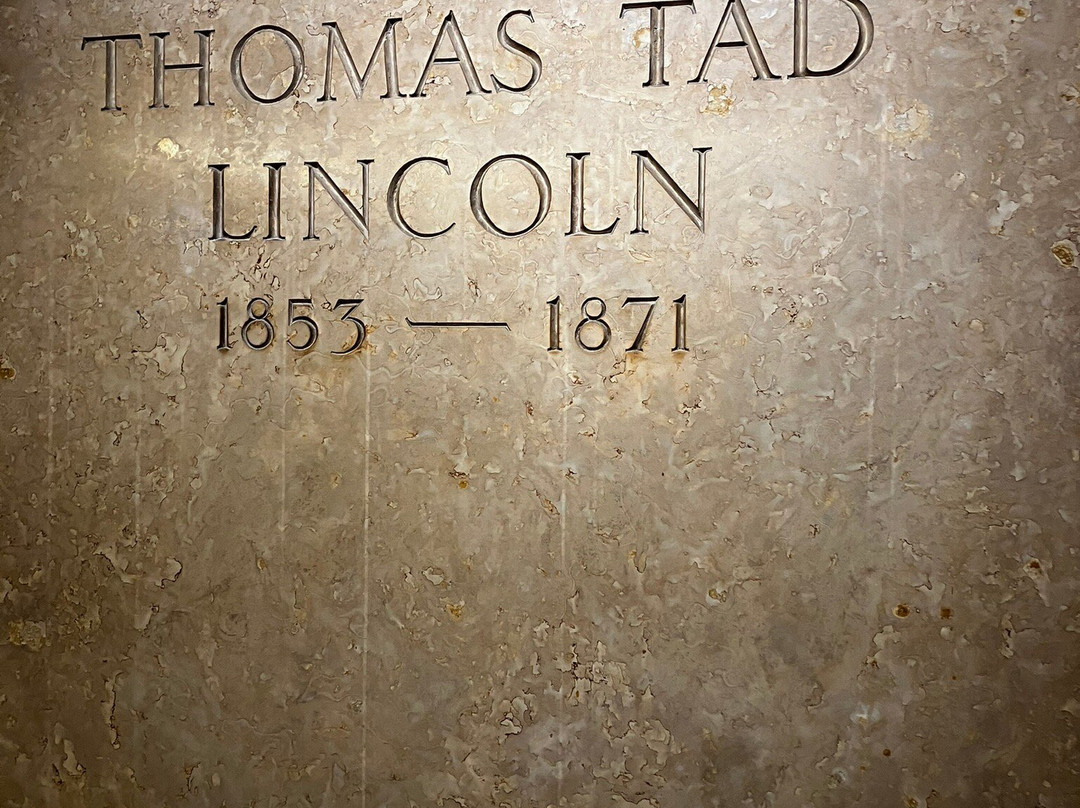 THOMAS TAD
LINCOLN
1853 — 1871